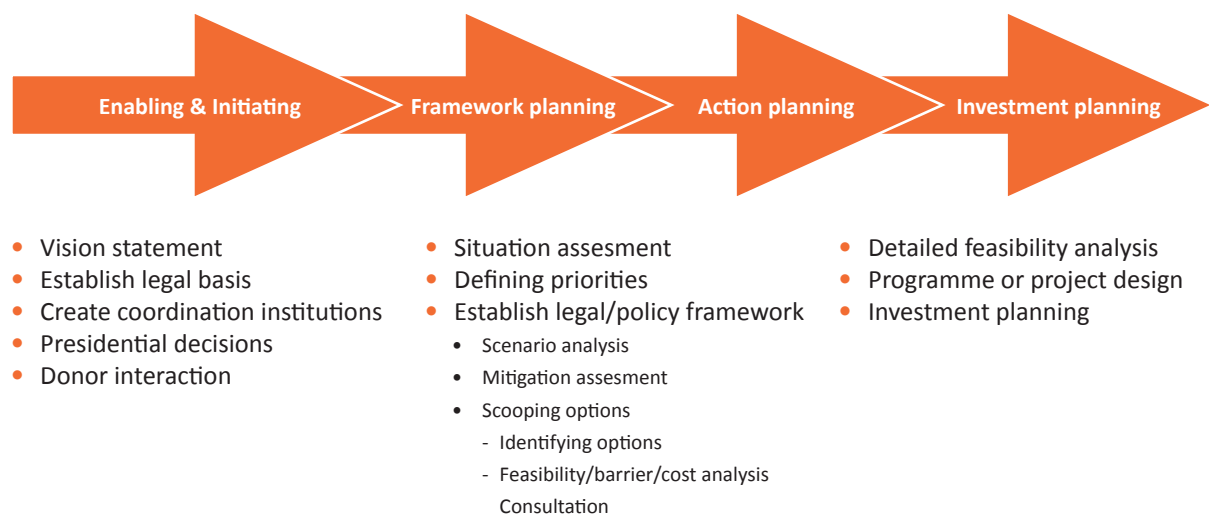 Enabling & Initiating
Framework planning
Action planning
Investment planning
• Vision statement
• Establish legal basis
• Create coordination institutions
• Presidential decisions
• Donor interaction
• Situation assesment
• Defining priorities
• Establish legal/policy framework
• Scenario analysis
• Mitigation assesment
• Scooping options
- Identifying options
- Feasibility/barrier/cost analysis
Consultation
• Detailed feasibility analysis
• Programme or project design
• Investment planning